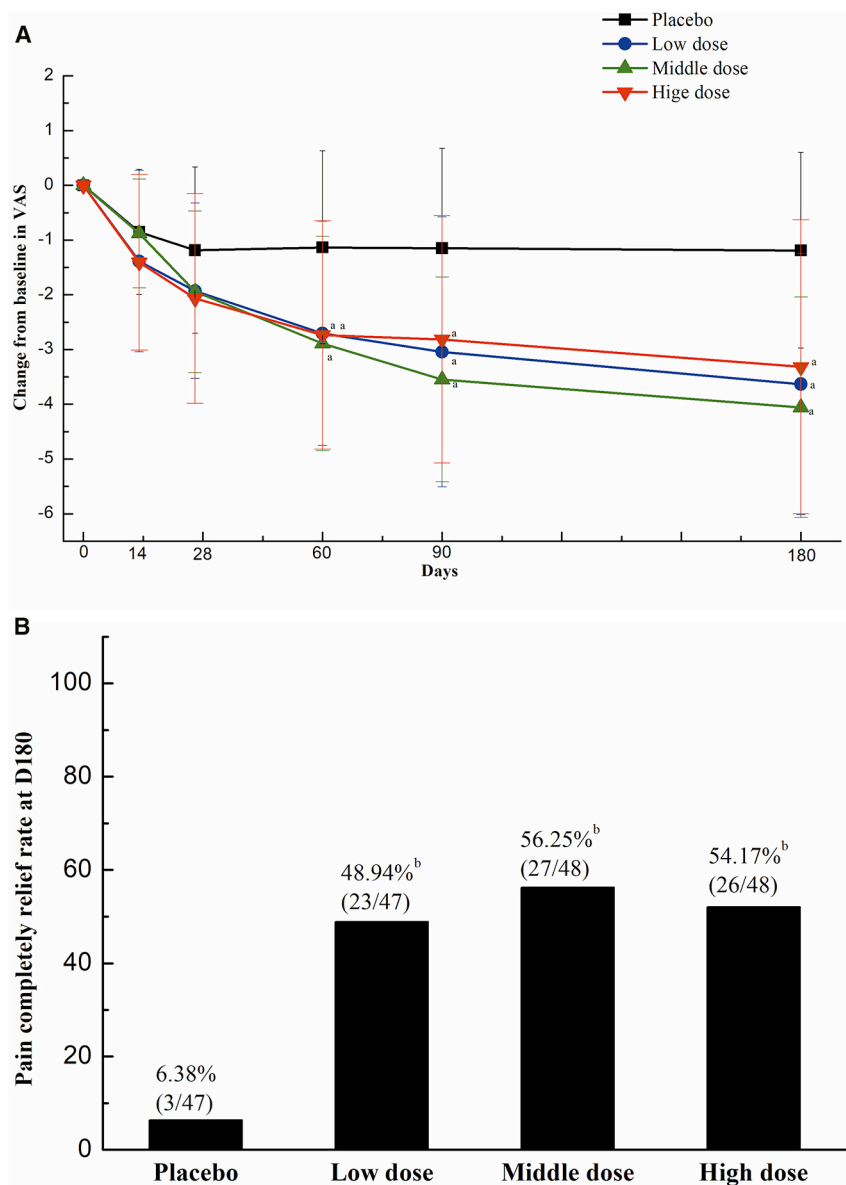 A
Placebo
Low dose
Middle dose
Hige dose
2
1
0
-1
-2
-3
-4
-5
-6
Change from baseline in VAS
a a
a
a
a
a
a
a
a
0 14 28 60 90 180
Days
B
100
80
60
40
20
0
Pain completely relief rate at D180
6.38%
(3/47)
48.94%b
(23/47)
56.25%b
(27/48)
54.17%b
(26/48)
Placebo Low dose Middle dose High dose